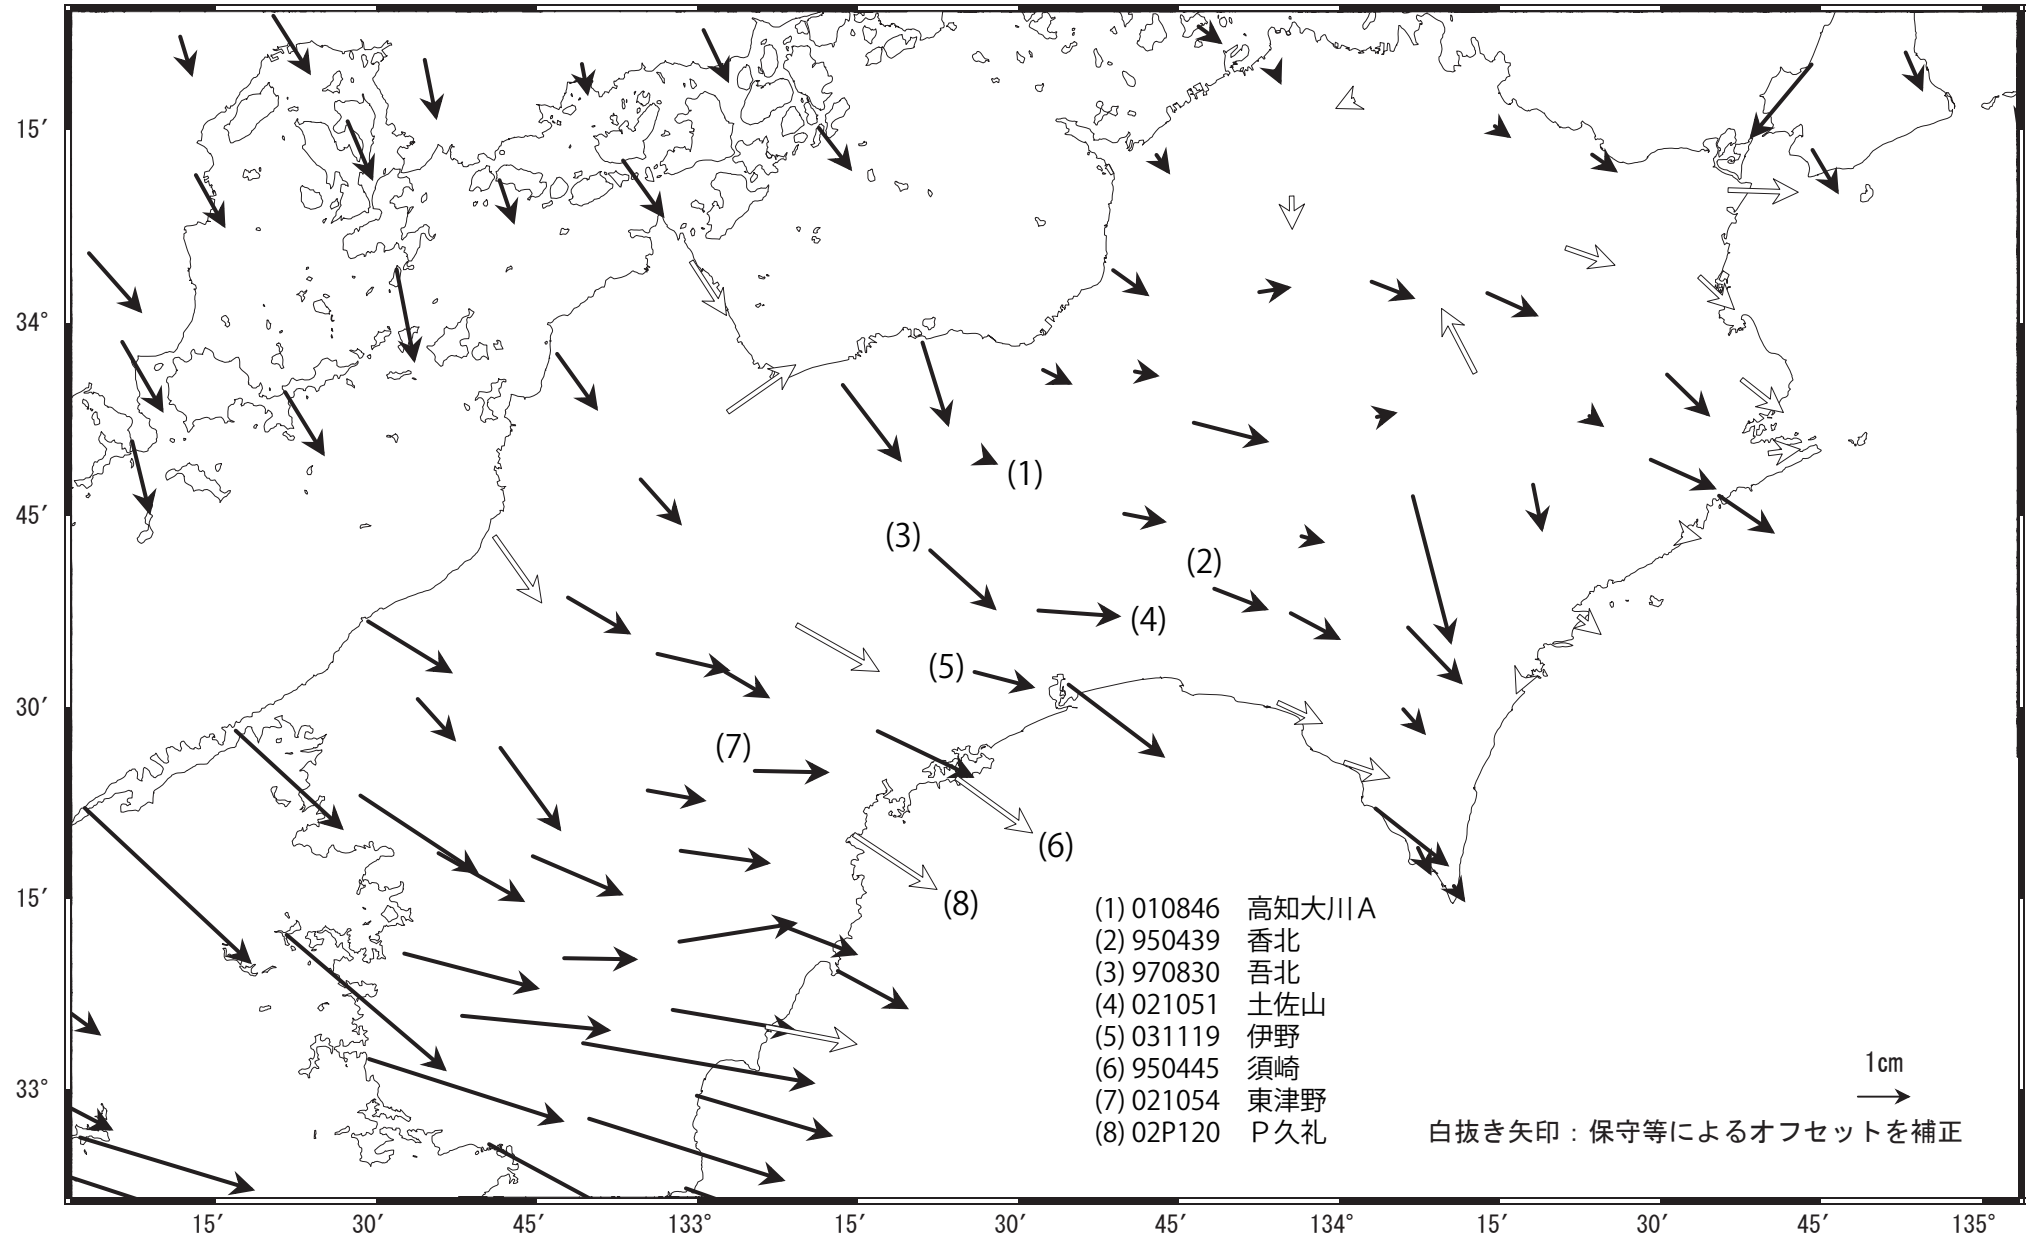 15′
34°
45′
30′
15′
33°
(1)
(3)
(2)
(4)
(5)
(7)
(6)
(8)
(1) 010846 高知大川A
(2) 950439 香北
(3) 970830 吾北
(4) 021051 土佐山
(5) 031119 伊野
(6) 950445 須崎
(7) 021054 東津野
(8) 02P120 P久礼
1cm
白抜き矢印：保守等によるオフセットを補正
15′ 30′ 45′ 133° 15′ 30′ 45′ 134° 15′ 30′ 45′ 135°